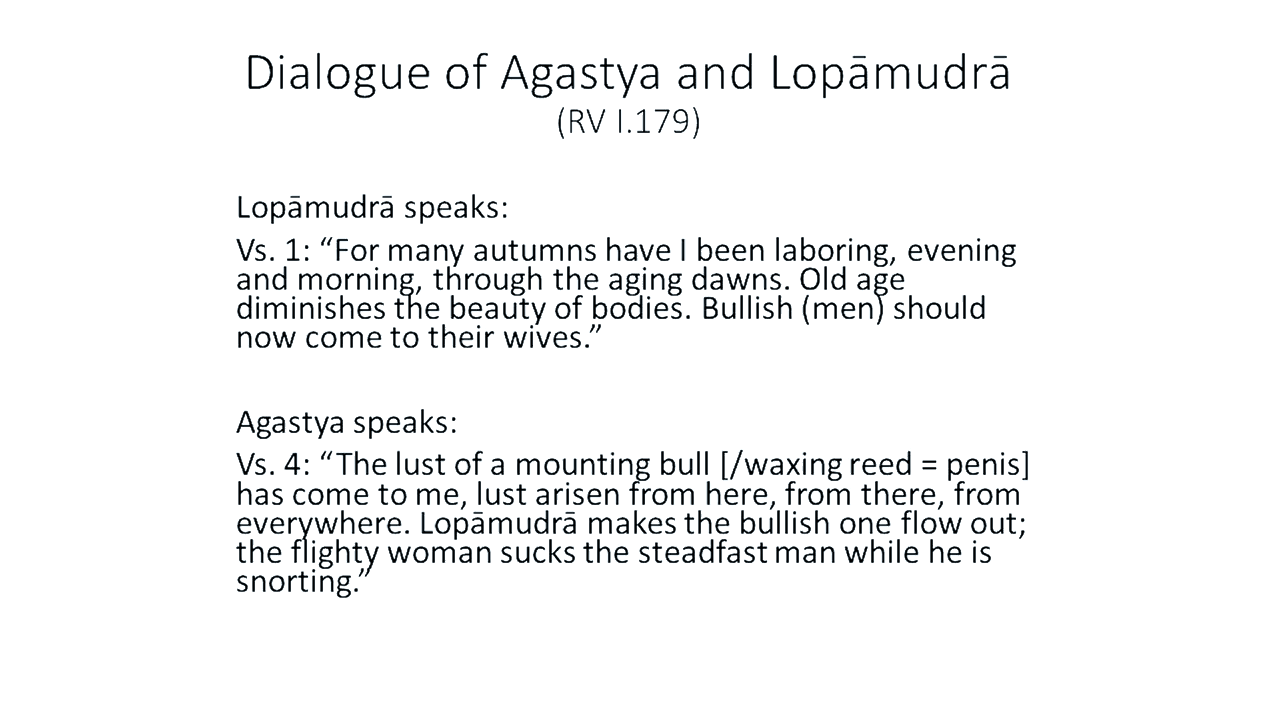 Dialogue of Agastya and Lopāmudrā
(RV I.179)
Lopāmudrā speaks:
Vs. 1: “For many autumns have I been laboring, evening
and morning, through the aging dawns. Old age
diminishes the beauty of bodies. Bullish (men) should
now come to their wives.”
Agastya speaks:
Vs. 4: “The lust of a mounting bull [/waxing reed = penis]
has come to me, lust arisen from here, from there, from
everywhere. Lopāmudrā makes the bullish one flow out;
the flighty woman sucks the steadfast man while he is
snorting.”